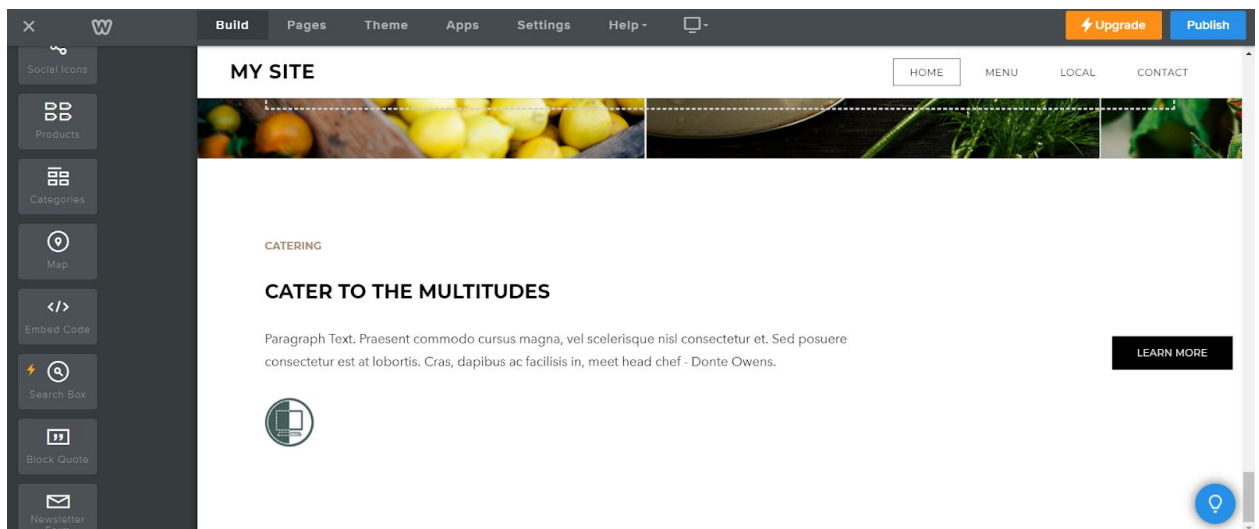 Build Pages Theme Apps Settings Help
Upgrade Publish
Social Icons
Products
Categories
Map
Embed Code
Search Box
Block Quote
Newsletter
Form
MY SITE
HOME MENU LOCAL CONTACT
CATERING
CATER TO THE MULTITUDES
Paragraph Text. Praesent commodo cursus magna, vel scelerisque nisl consectetur et. Sed posuere
consectetur est at lobortis. Cras, dapibus ac facilisis in, meet head chef - Donte Owens.
LEARN MORE